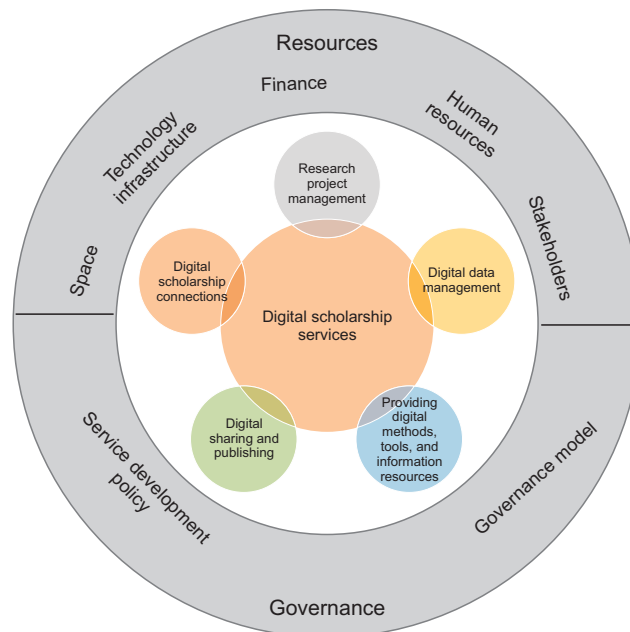 Resources
Finance
Technology
infrastructure
Human
resources
Space
Stakeholders
Research
project
management
Digital
scholarship
connections
Digital data
management
Digital scholarship
services
Digital
sharing and
publishing
Providing
digital
methods,
tools, and
information
resources
Service development
policy
Governance model
Governance